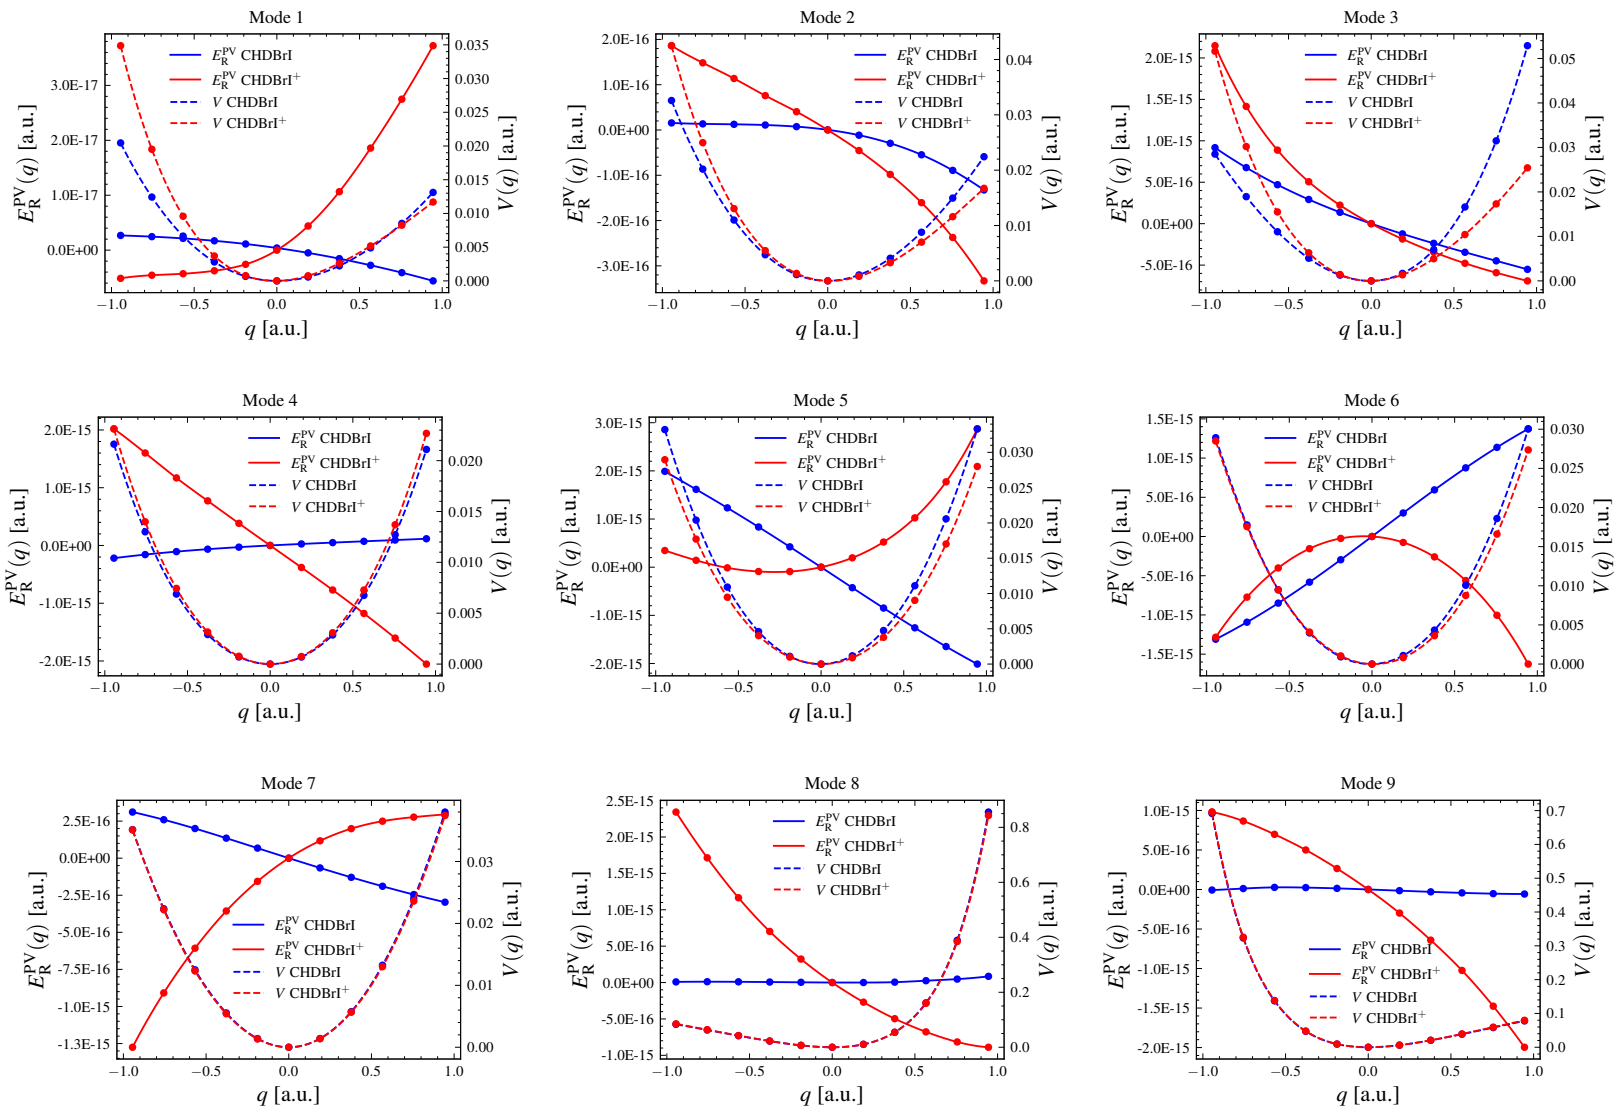 Mode 1
E_R^PV CHDBrI
E_R^PV CHDBrI+
V CHDBrI
V CHDBrI+
3.0E-17
2.0E-17
1.0E-17
0.0E+00
0.035
0.030
0.025
0.020
0.015
0.010
0.005
0.000
−1.0 −0.5 0.0 0.5 1.0
E_R^PV(q) [a.u.]
V(q) [a.u.]
q [a.u.]
Mode 2
E_R^PV CHDBrI
E_R^PV CHDBrI+
V CHDBrI
V CHDBrI+
2.0E-16
1.0E-16
0.0E+00
-1.0E-16
-2.0E-16
-3.0E-16
0.04
0.03
0.02
0.01
0.00
−1.0 −0.5 0.0 0.5 1.0
E_R^PV(q) [a.u.]
V(q) [a.u.]
q [a.u.]
Mode 3
E_R^PV CHDBrI
E_R^PV CHDBrI+
V CHDBrI
V CHDBrI+
2.0E-15
1.5E-15
1.0E-15
5.0E-16
0.0E+00
-5.0E-16
0.05
0.04
0.03
0.02
0.01
0.00
−1.0 −0.5 0.0 0.5 1.0
E_R^PV(q) [a.u.]
V(q) [a.u.]
q [a.u.]
Mode 4
E_R^PV CHDBrI
E_R^PV CHDBrI+
V CHDBrI
V CHDBrI+
2.0E-15
1.0E-15
0.0E+00
-1.0E-15
-2.0E-15
0.020
0.015
0.010
0.005
0.000
−1.0 −0.5 0.0 0.5 1.0
E_R^PV(q) [a.u.]
V(q) [a.u.]
q [a.u.]
Mode 5
E_R^PV CHDBrI
E_R^PV CHDBrI+
V CHDBrI
V CHDBrI+
3.0E-15
2.0E-15
1.0E-15
0.0E+00
-1.0E-15
-2.0E-15
0.030
0.025
0.020
0.015
0.010
0.005
0.000
−1.0 −0.5 0.0 0.5 1.0
E_R^PV(q) [a.u.]
V(q) [a.u.]
q [a.u.]
Mode 6
E_R^PV CHDBrI
E_R^PV CHDBrI+
V CHDBrI
V CHDBrI+
1.5E-15
1.0E-15
5.0E-16
0.0E+00
-5.0E-16
-1.0E-15
-1.5E-15
0.030
0.025
0.020
0.015
0.010
0.005
0.000
−1.0 −0.5 0.0 0.5 1.0
E_R^PV(q) [a.u.]
V(q) [a.u.]
q [a.u.]
Mode 7
E_R^PV CHDBrI
E_R^PV CHDBrI+
V CHDBrI
V CHDBrI+
2.5E-16
0.0E+00
-2.5E-16
-5.0E-16
-7.5E-16
-1.0E-15
-1.3E-15
0.03
0.02
0.01
0.00
−1.0 −0.5 0.0 0.5 1.0
E_R^PV(q) [a.u.]
V(q) [a.u.]
q [a.u.]
Mode 8
E_R^PV CHDBrI
E_R^PV CHDBrI+
V CHDBrI
V CHDBrI+
2.5E-15
2.0E-15
1.5E-15
1.0E-15
5.0E-16
0.0E+00
-5.0E-16
-1.0E-15
0.8
0.6
0.4
0.2
0.0
−1.0 −0.5 0.0 0.5 1.0
E_R^PV(q) [a.u.]
V(q) [a.u.]
q [a.u.]
Mode 9
E_R^PV CHDBrI
E_R^PV CHDBrI+
V CHDBrI
V CHDBrI+
1.0E-15
5.0E-16
0.0E+00
-5.0E-16
-1.0E-15
-1.5E-15
-2.0E-15
0.7
0.6
0.5
0.4
0.3
0.2
0.1
0.0
−1.0 −0.5 0.0 0.5 1.0
E_R^PV(q) [a.u.]
V(q) [a.u.]
q [a.u.]